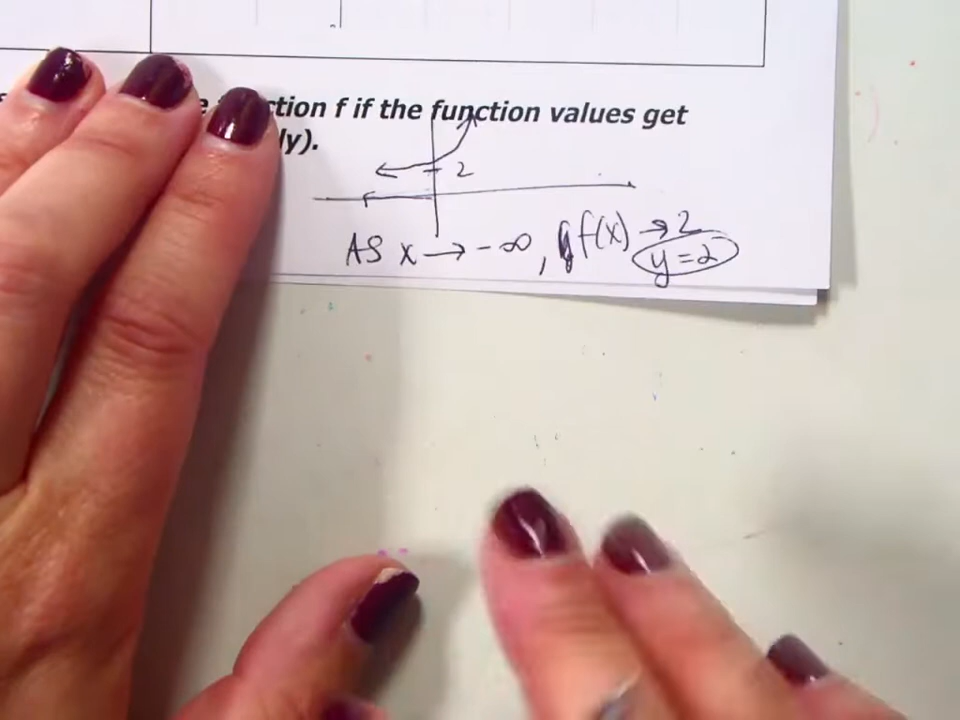 ction f if the function values get
ly).
2
AS x → -∞, f(x) → 2
y = 2